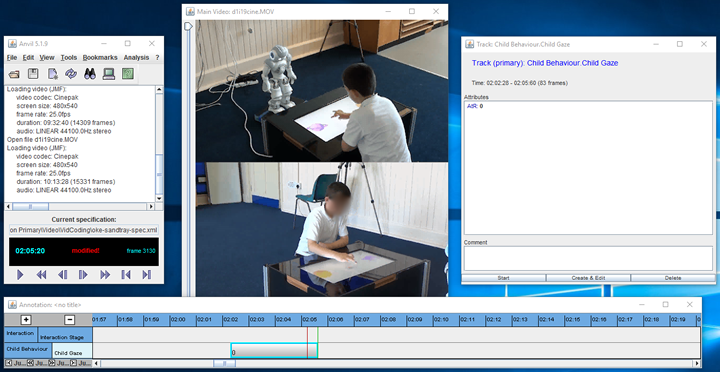 Anvil 5.1.9
File Edit View Tools Bookmarks Analysis ?
Loading video (JMF):
video codec: Cinepak
screen size: 480x540
frame rate: 25.0fps
duration: 09:32:40 (14309 frames)
audio: LINEAR 44100.0Hz stereo
Open file d1i19cine.MOV
Loading video (JMF):
video codec: Cinepak
screen size: 480x540
frame rate: 25.0fps
duration: 10:13:28 (15331 frames)
audio: LINEAR 44100.0Hz stereo
Current specification:
on Primary\Video\VidCoding\oke-sandtray-spec.xml
02:05:20 modified! frame 3130
Main Video: d1i19cine.MOV
Track: Child Behaviour.Child Gaze
Track (primary): Child Behaviour.Child Gaze
Time: 02:02:28 - 02:05:60 (83 frames)
Attributes
AtR: 0
Comment
Start Create & Edit Delete
Annotation: <no title>
01:57 01:58 01:59 02:00 02:01 02:02 02:03 02:04 02:05 02:06 02:07 02:08 02:09 02:10 02:11 02:12 02:13 02:14 02:15 02:16 02:17 02:18 02:19 0
Interaction Interaction Stage
Child Behaviour Child Gaze 0
Ju... Ju... Ju... Ju...